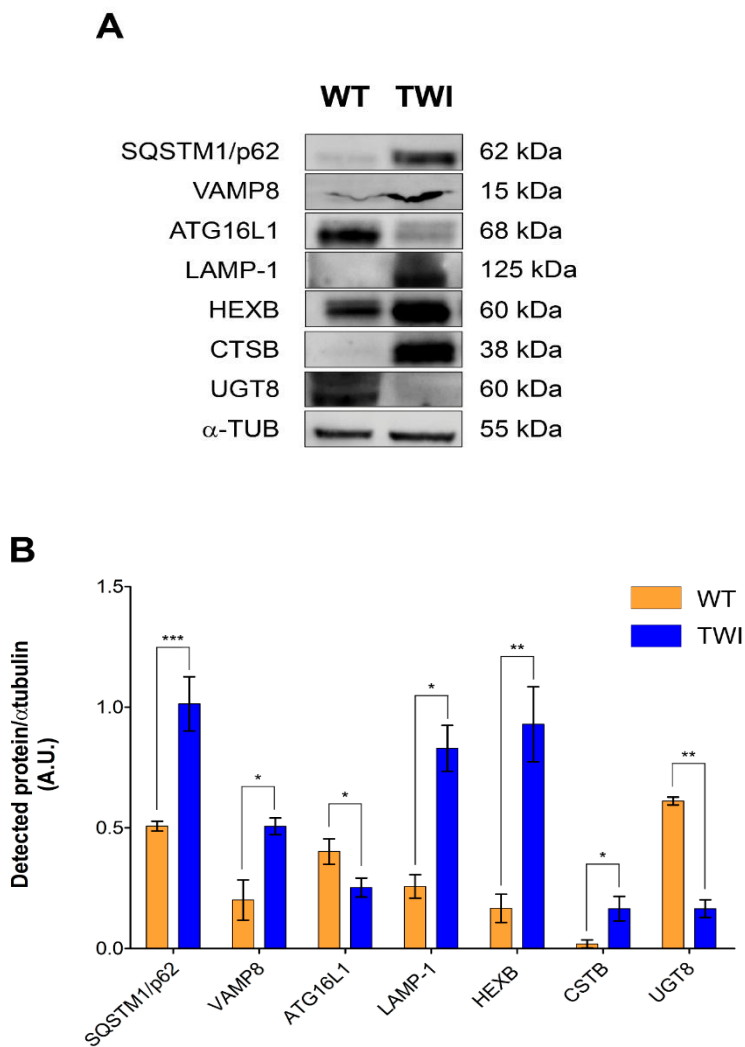 A
WT TWI
SQSTM1/p62 62 kDa
VAMP8 15 kDa
ATG16L1 68 kDa
LAMP-1 125 kDa
HEXB 60 kDa
CTSB 38 kDa
UGT8 60 kDa
α-TUB 55 kDa
B
Detected protein/αtubulin
(A.U.)
1.5
1.0
0.5
0.0
WT
TWI
***
*
*
*
**
*
**
SQSTM1/p62
VAMP8
ATG16L1
LAMP-1
HEXB
CSTB
UGT8